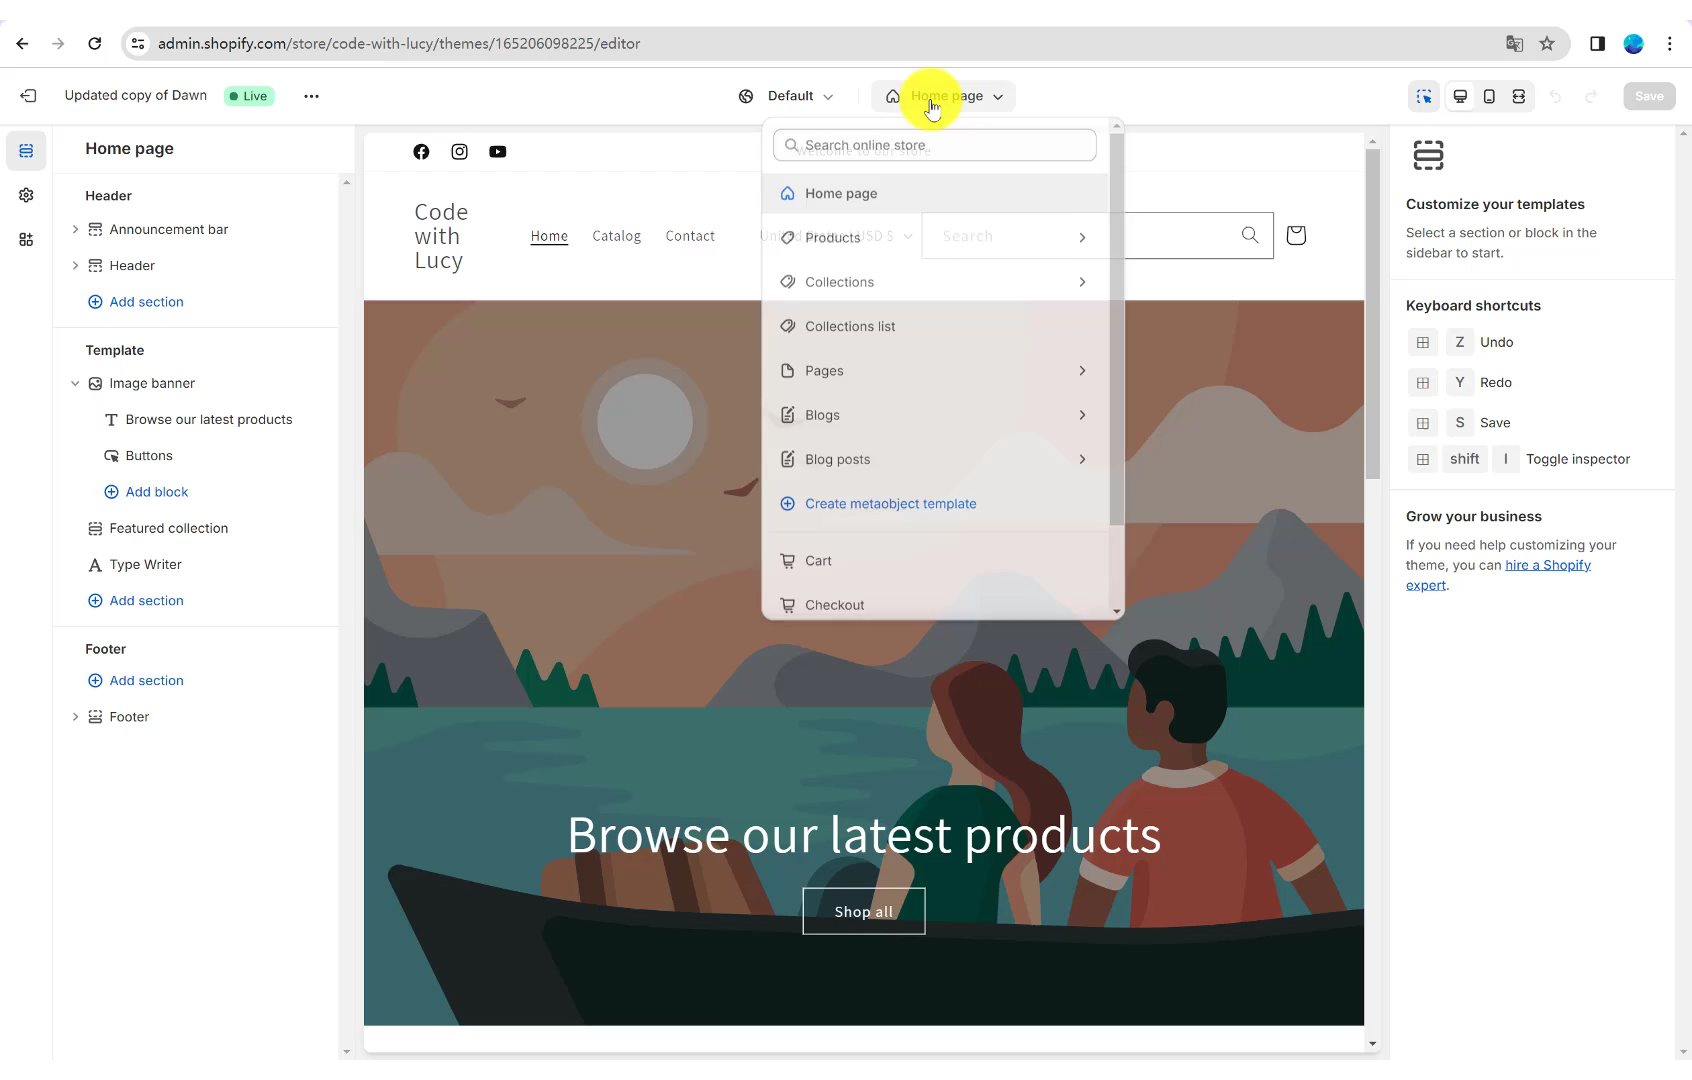 admin.shopify.com/store/code-with-lucy/themes/165206098225/editor
Updated copy of Dawn
Live
Default
Home page
Save
Home page
Header
Announcement bar
Header
Add section
Template
Image banner
Browse our latest products
Buttons
Add block
Featured collection
Type Writer
Add section
Footer
Add section
Footer
Welcome to our store
Code
with
Lucy
Home
Catalog
Contact
USD $
Search
Search online store
Home page
Products
Collections
Collections list
Pages
Blogs
Blog posts
Create metaobject template
Cart
Checkout
Browse our latest products
Shop all
Customize your templates
Select a section or block in the
sidebar to start.
Keyboard shortcuts
Z Undo
Y Redo
S Save
shift I Toggle inspector
Grow your business
If you need help customizing your
theme, you can hire a Shopify
expert.